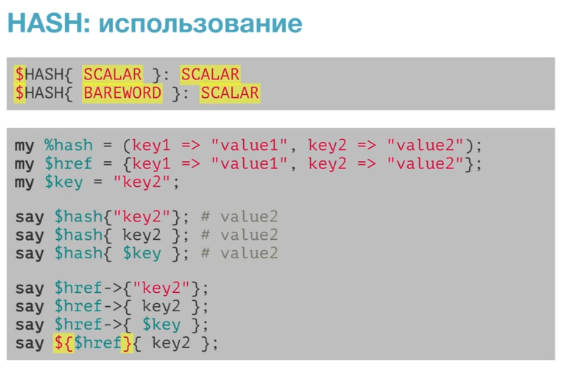 HASH: использование
$HASH{ SCALAR }: SCALAR
$HASH{ BAREWORD }: SCALAR
my %hash = (key1 => "value1", key2 => "value2");
my $href = {key1 => "value1", key2 => "value2"};
my $key = "key2";
say $hash{"key2"}; # value2
say $hash{ key2 }; # value2
say $hash{ $key }; # value2
say $href->{"key2"};
say $href->{ key2 };
say $href->{ $key };
say ${$href}{ key2 };